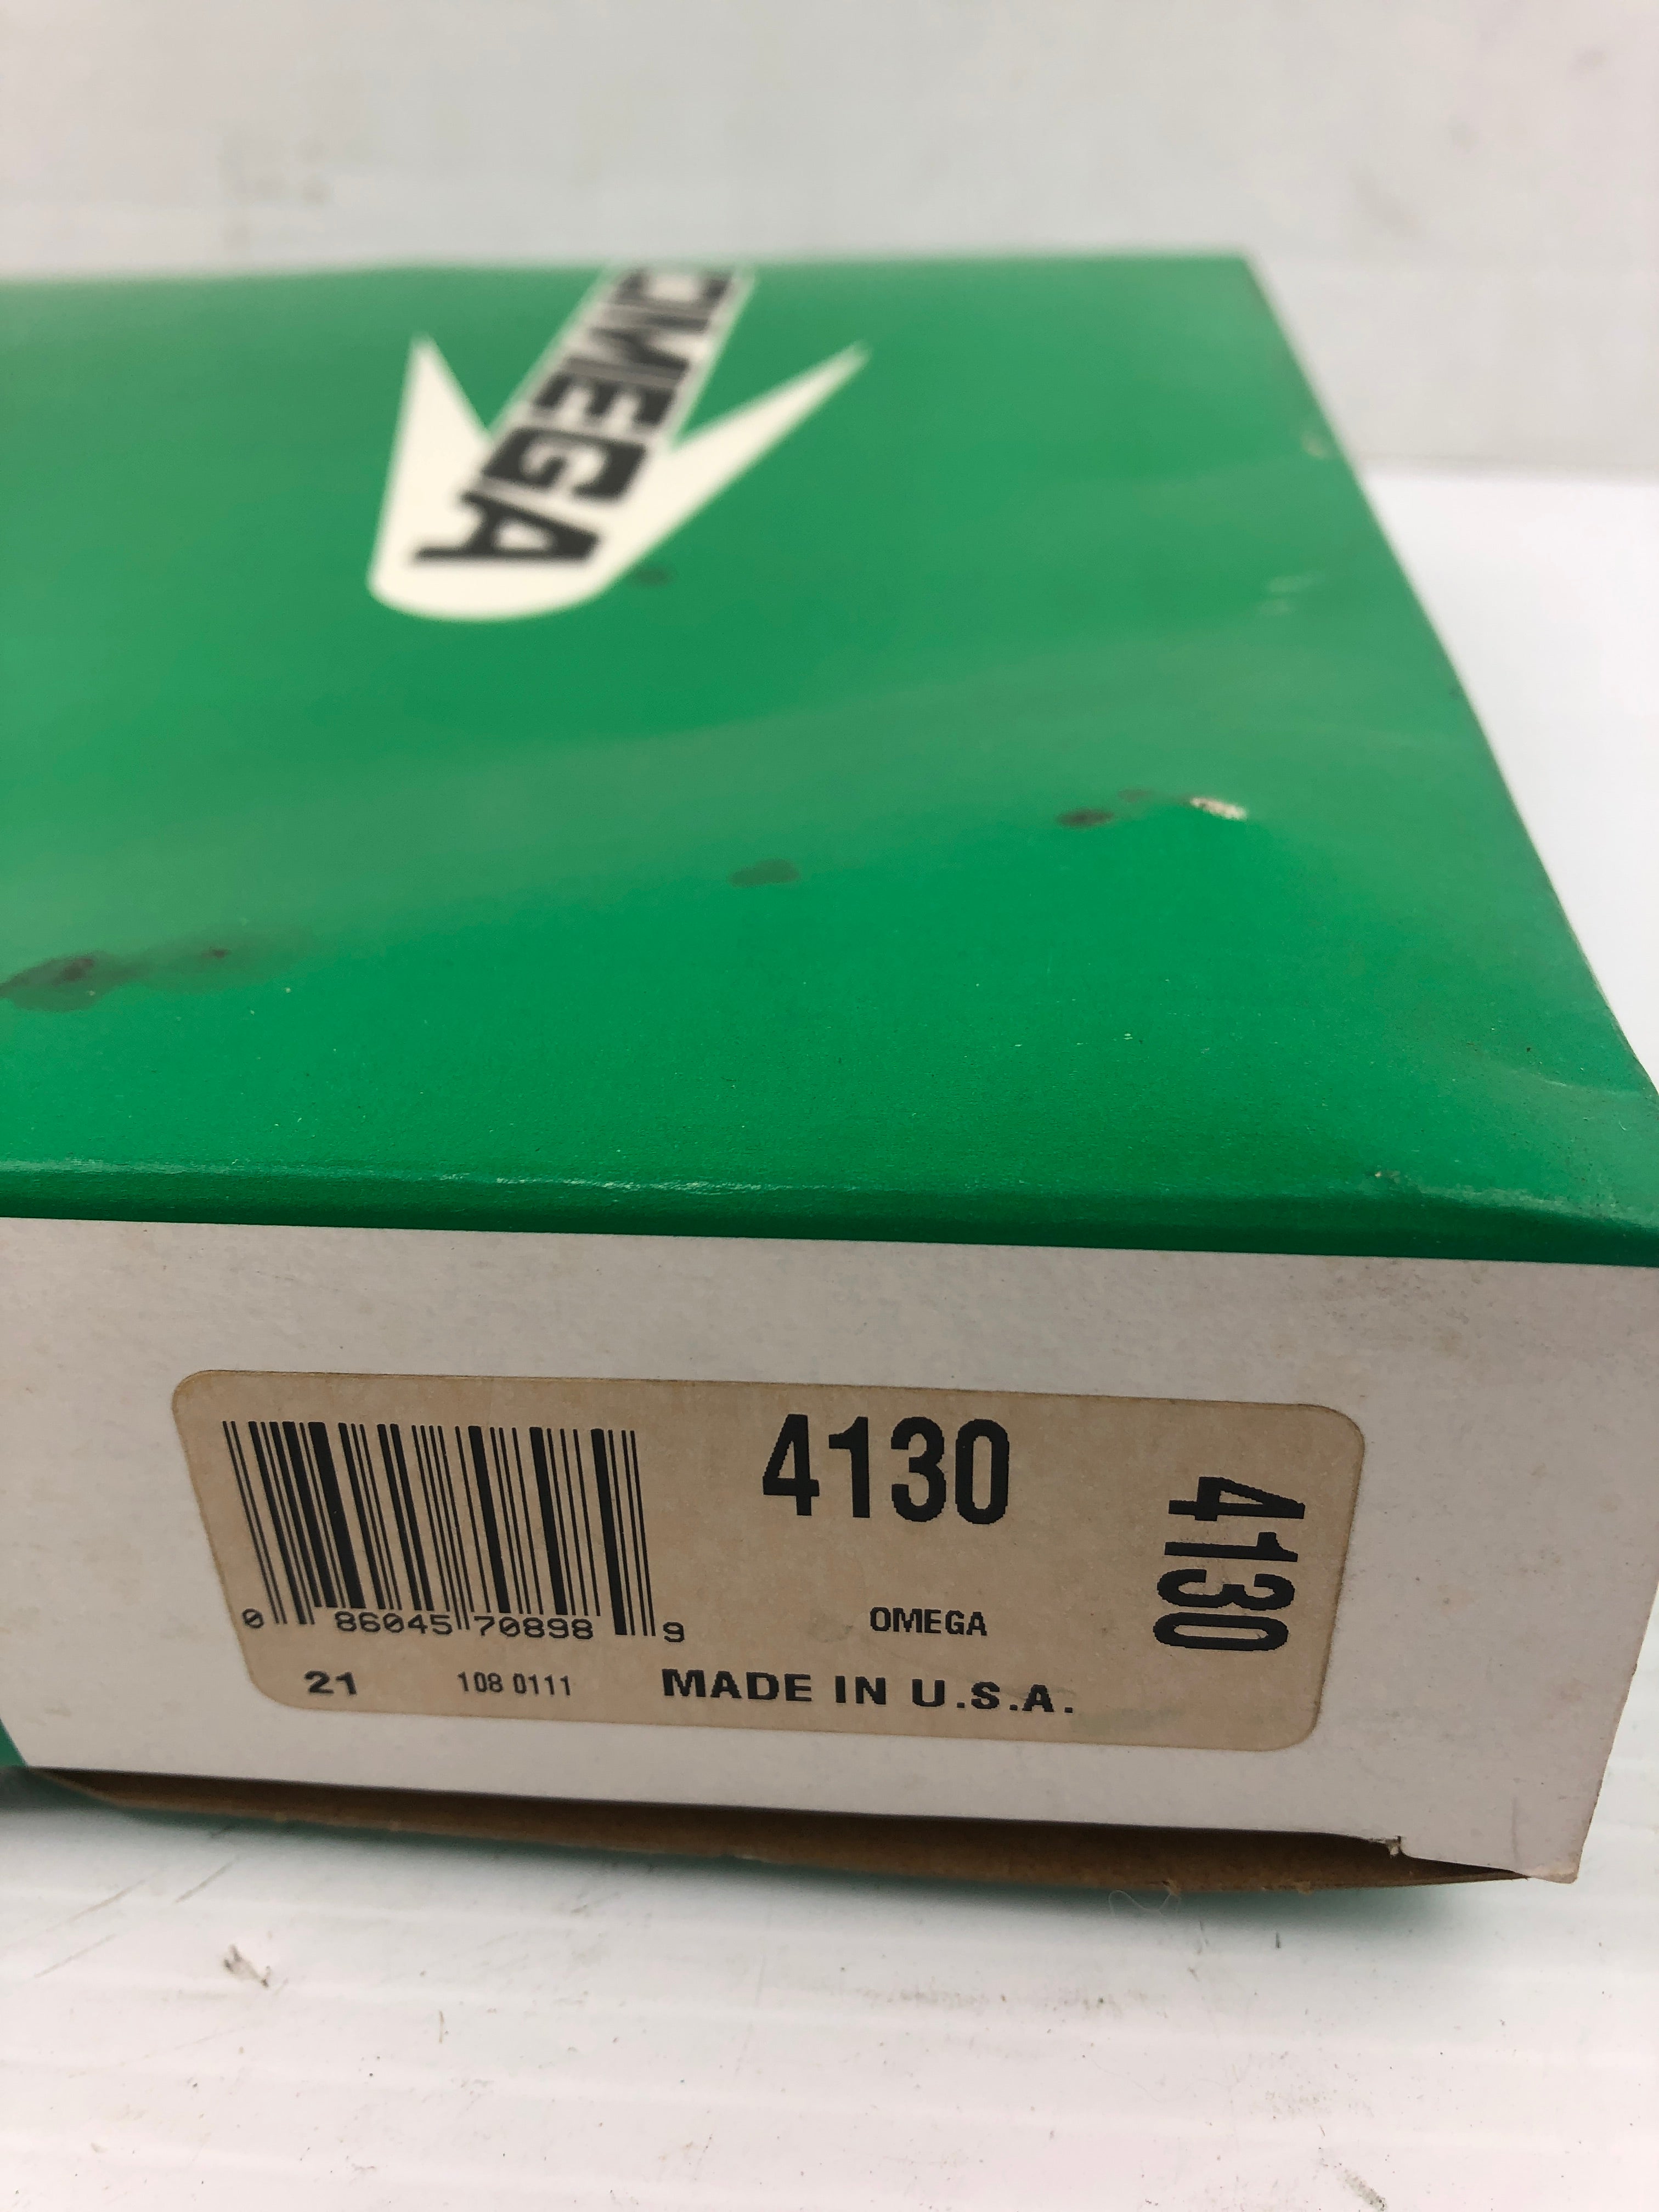 OMEGA
4130
4130
0 86045 70898 9
OMEGA
21 108 0111 MADE IN U.S.A.